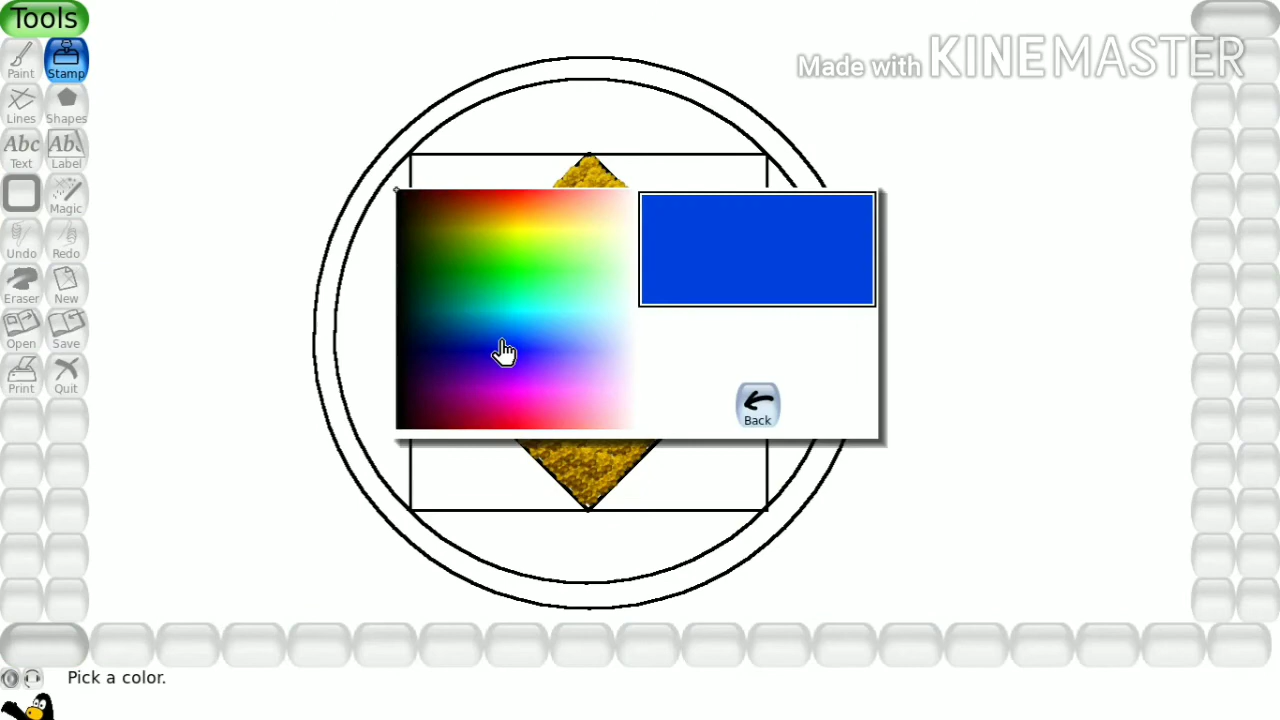 Tools
Made with KINEMASTER
Paint Stamp
Lines Shapes
Abc Abc
Text Label
Magic
Undo Redo
Eraser New
Open Save
Print Quit
Back
Pick a color.